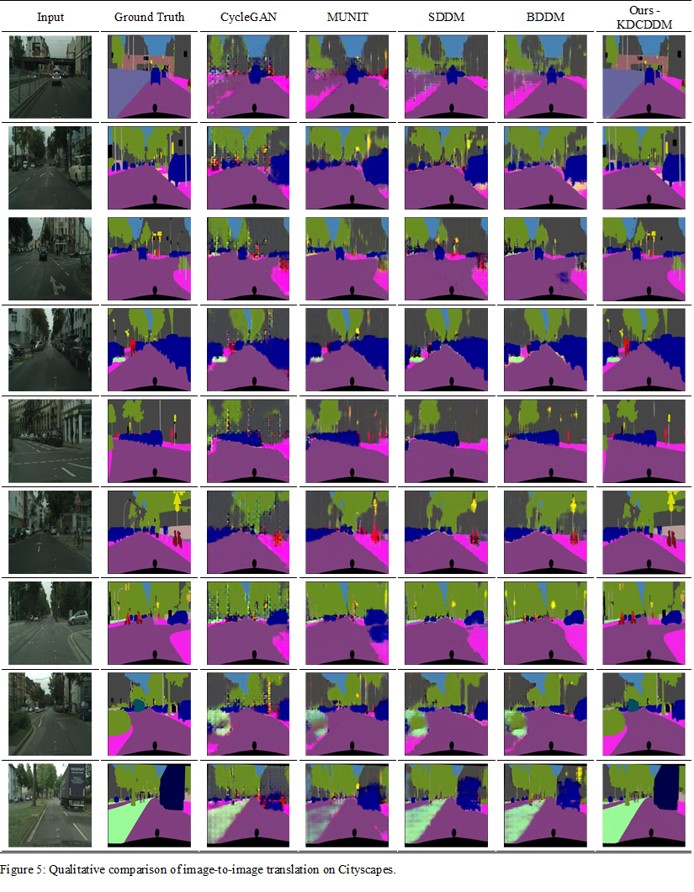 Input Ground Truth CycleGAN MUNIT SDDM BDDM Ours -
KDCDDM
Figure 5: Qualitative comparison of image-to-image translation on Cityscapes.